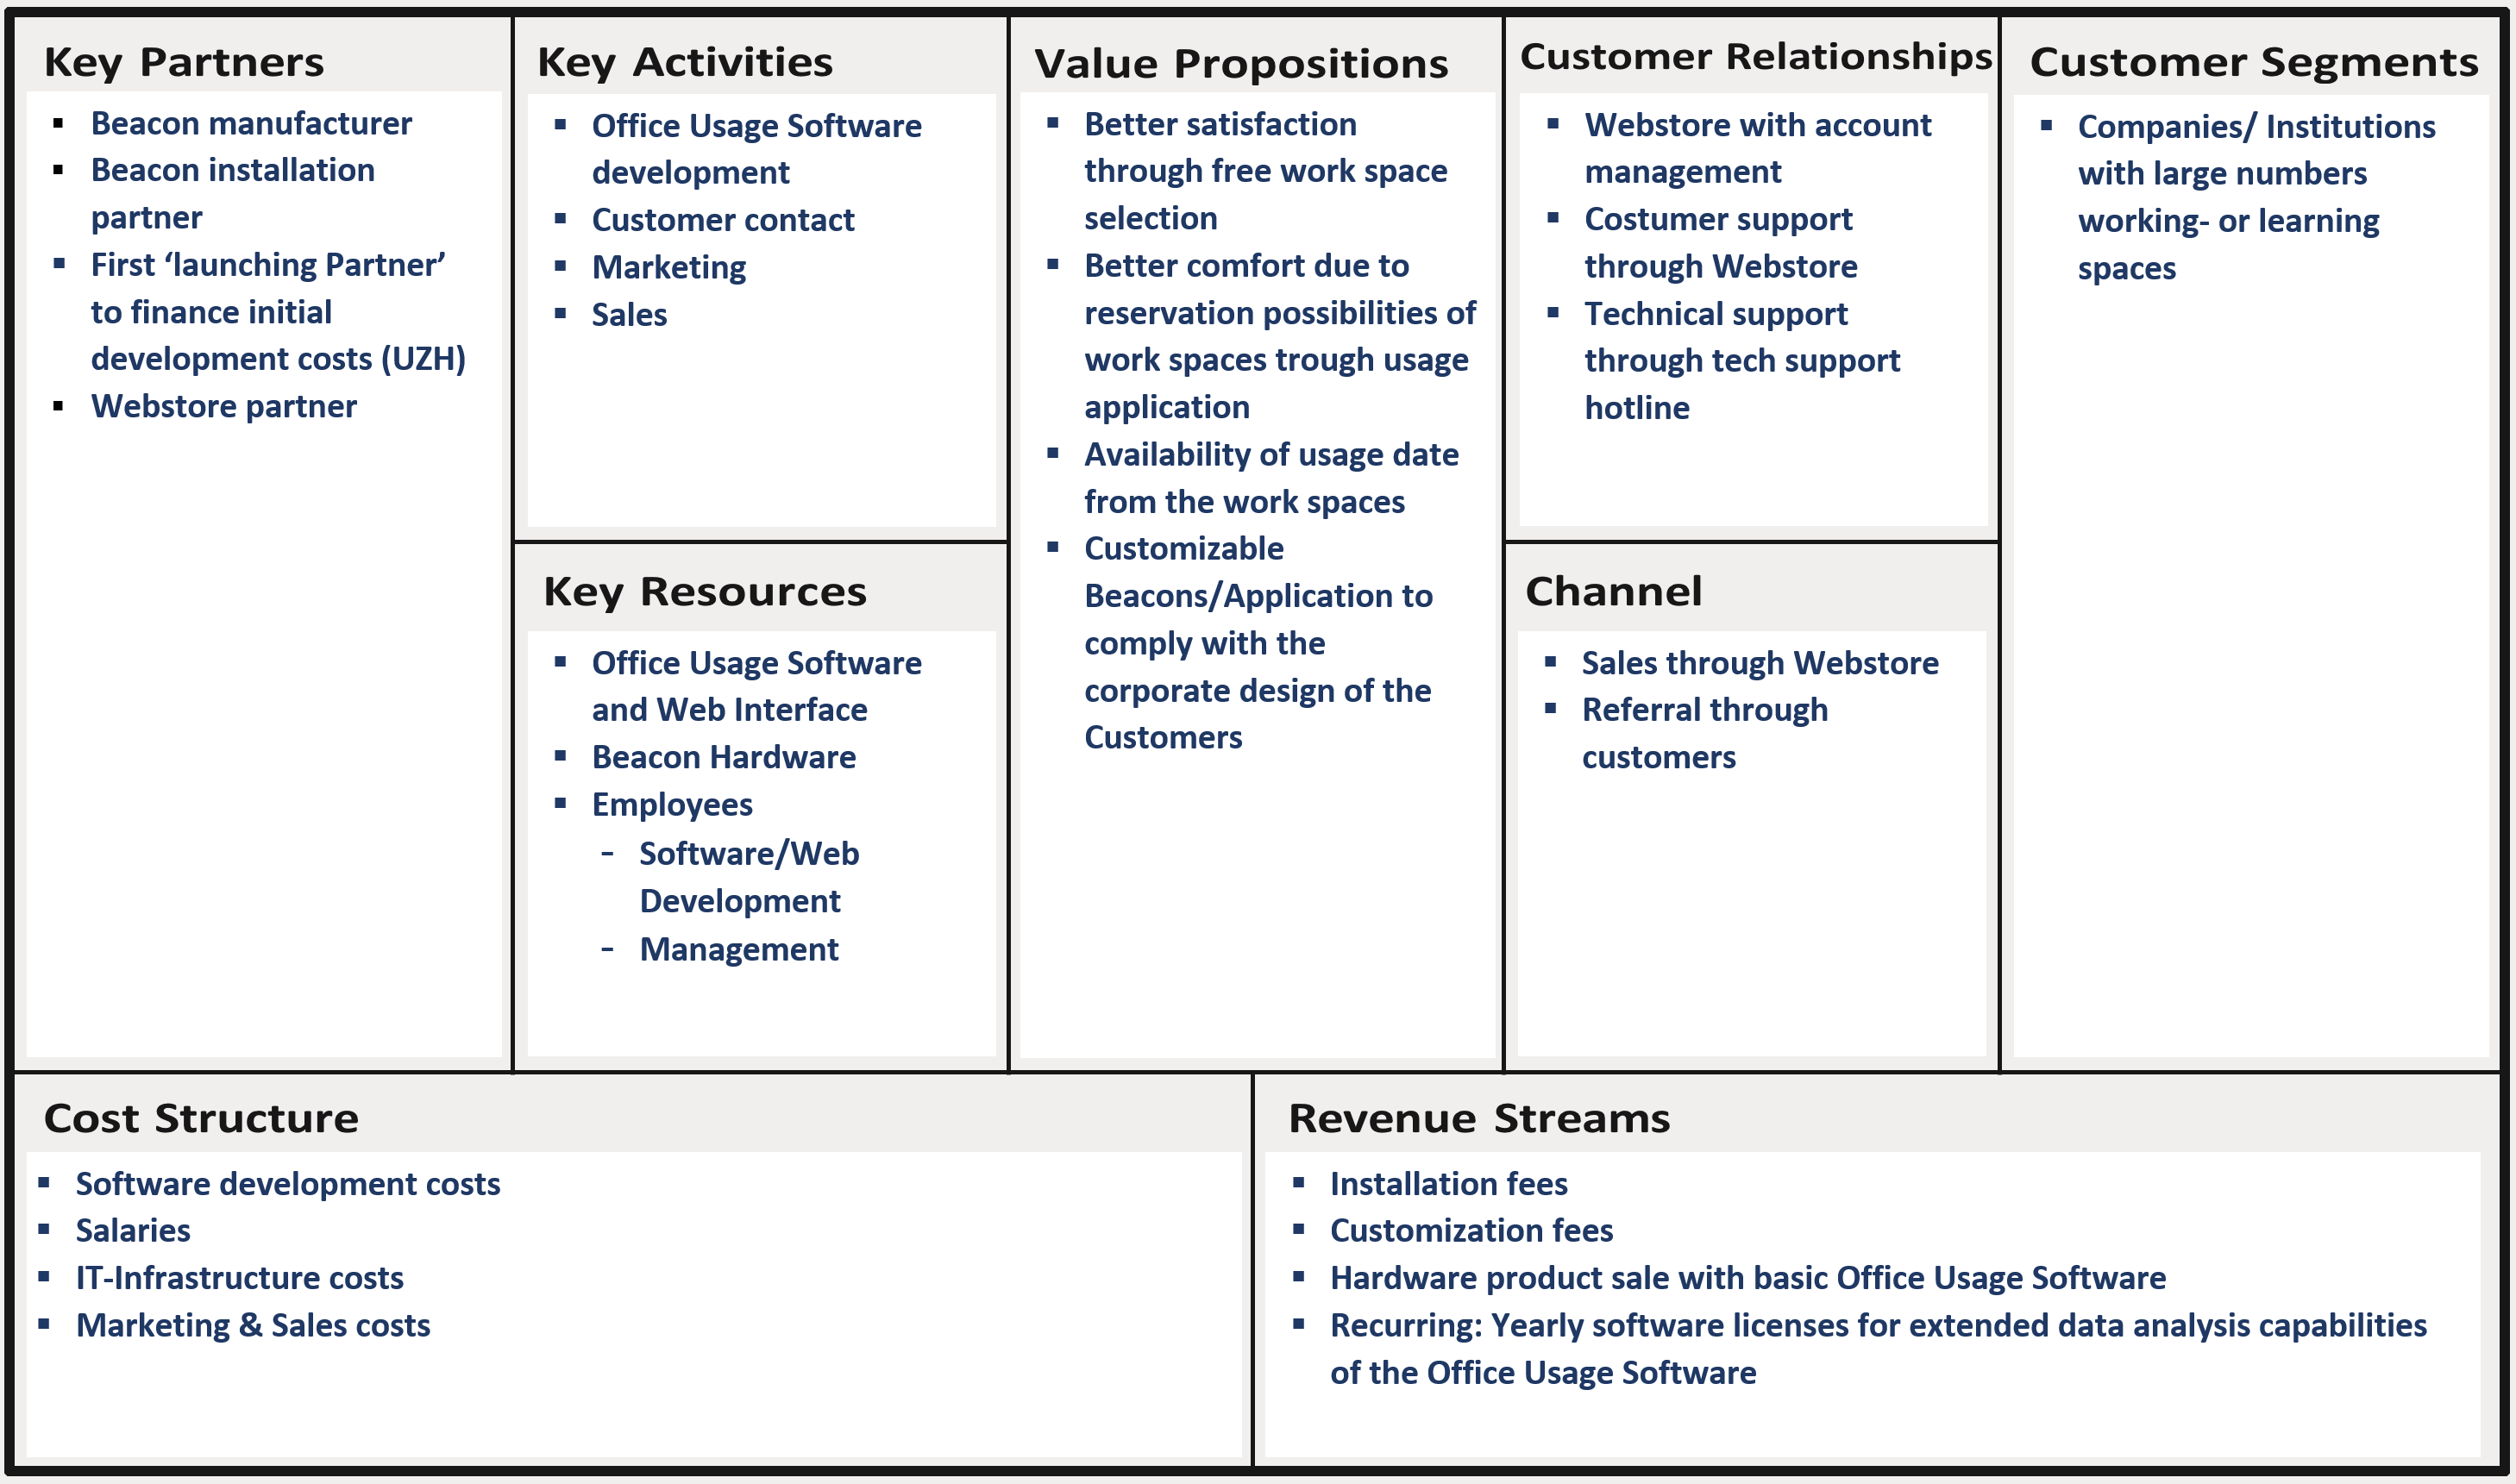 Key Partners
▪ Beacon manufacturer
▪ Beacon installation
partner
▪ First ‘launching Partner’
to finance initial
development costs (UZH)
▪ Webstore partner
Key Activities
▪ Office Usage Software
development
▪ Customer contact
▪ Marketing
▪ Sales
Key Resources
▪ Office Usage Software
and Web Interface
▪ Beacon Hardware
▪ Employees
- Software/Web
Development
- Management
Value Propositions
▪ Better satisfaction
through free work space
selection
▪ Better comfort due to
reservation possibilities of
work spaces trough usage
application
▪ Availability of usage date
from the work spaces
▪ Customizable
Beacons/Application to
comply with the
corporate design of the
Customers
Customer Relationships
▪ Webstore with account
management
▪ Costumer support
through Webstore
▪ Technical support
through tech support
hotline
Channel
▪ Sales through Webstore
▪ Referral through
customers
Customer Segments
▪ Companies/ Institutions
with large numbers
working- or learning
spaces
Cost Structure
▪ Software development costs
▪ Salaries
▪ IT-Infrastructure costs
▪ Marketing & Sales costs
Revenue Streams
▪ Installation fees
▪ Customization fees
▪ Hardware product sale with basic Office Usage Software
▪ Recurring: Yearly software licenses for extended data analysis capabilities
of the Office Usage Software